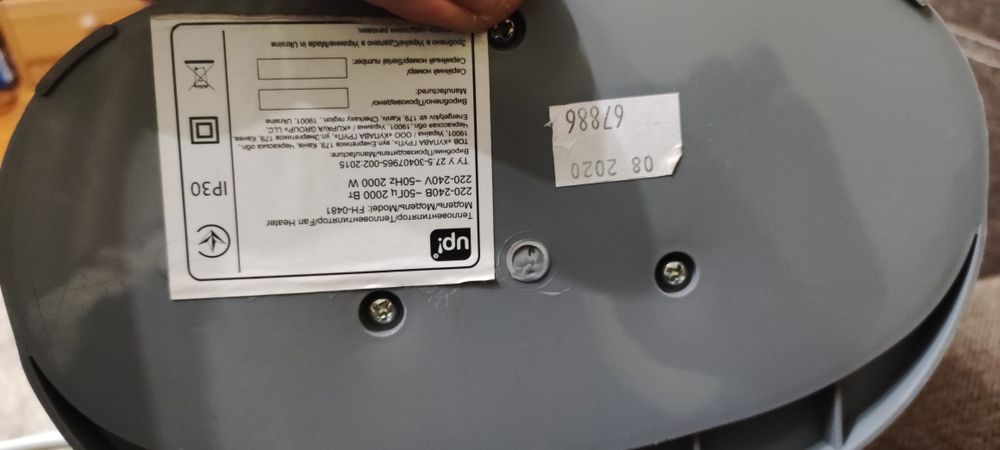 up!
Тепловентилятор/Тепловентилятор/Fan Heater
Модель/Модель/Model: FH-0481
220-240В ~50Гц 2000 Вт
220-240V ~50Hz 2000 W
ТУ У 27.5-3407965-002:2015
Виробник/Производитель/Manufacture:
ТОВ «КУПАВА ГРУП», вул. Енергетиків 179, Канів, Черкаська обл.,
19001, Україна / ООО «КУПАВА ГРУП», ул. Энергетиков, 179, Канев,
Черкасская обл. 19001, Украина / «KUPAVA GROUP» LLC,
Energetykiv str 179, Kaniv, Cherkasy region, , 19001, Ukraine
Вироблено/Произведено/
Manufactured:
Серійний номер/
Серийный номер/Serial number:
Зроблено в Україні/Сделано в Украине/Made in Ukraine
IP30
08 2020
67886